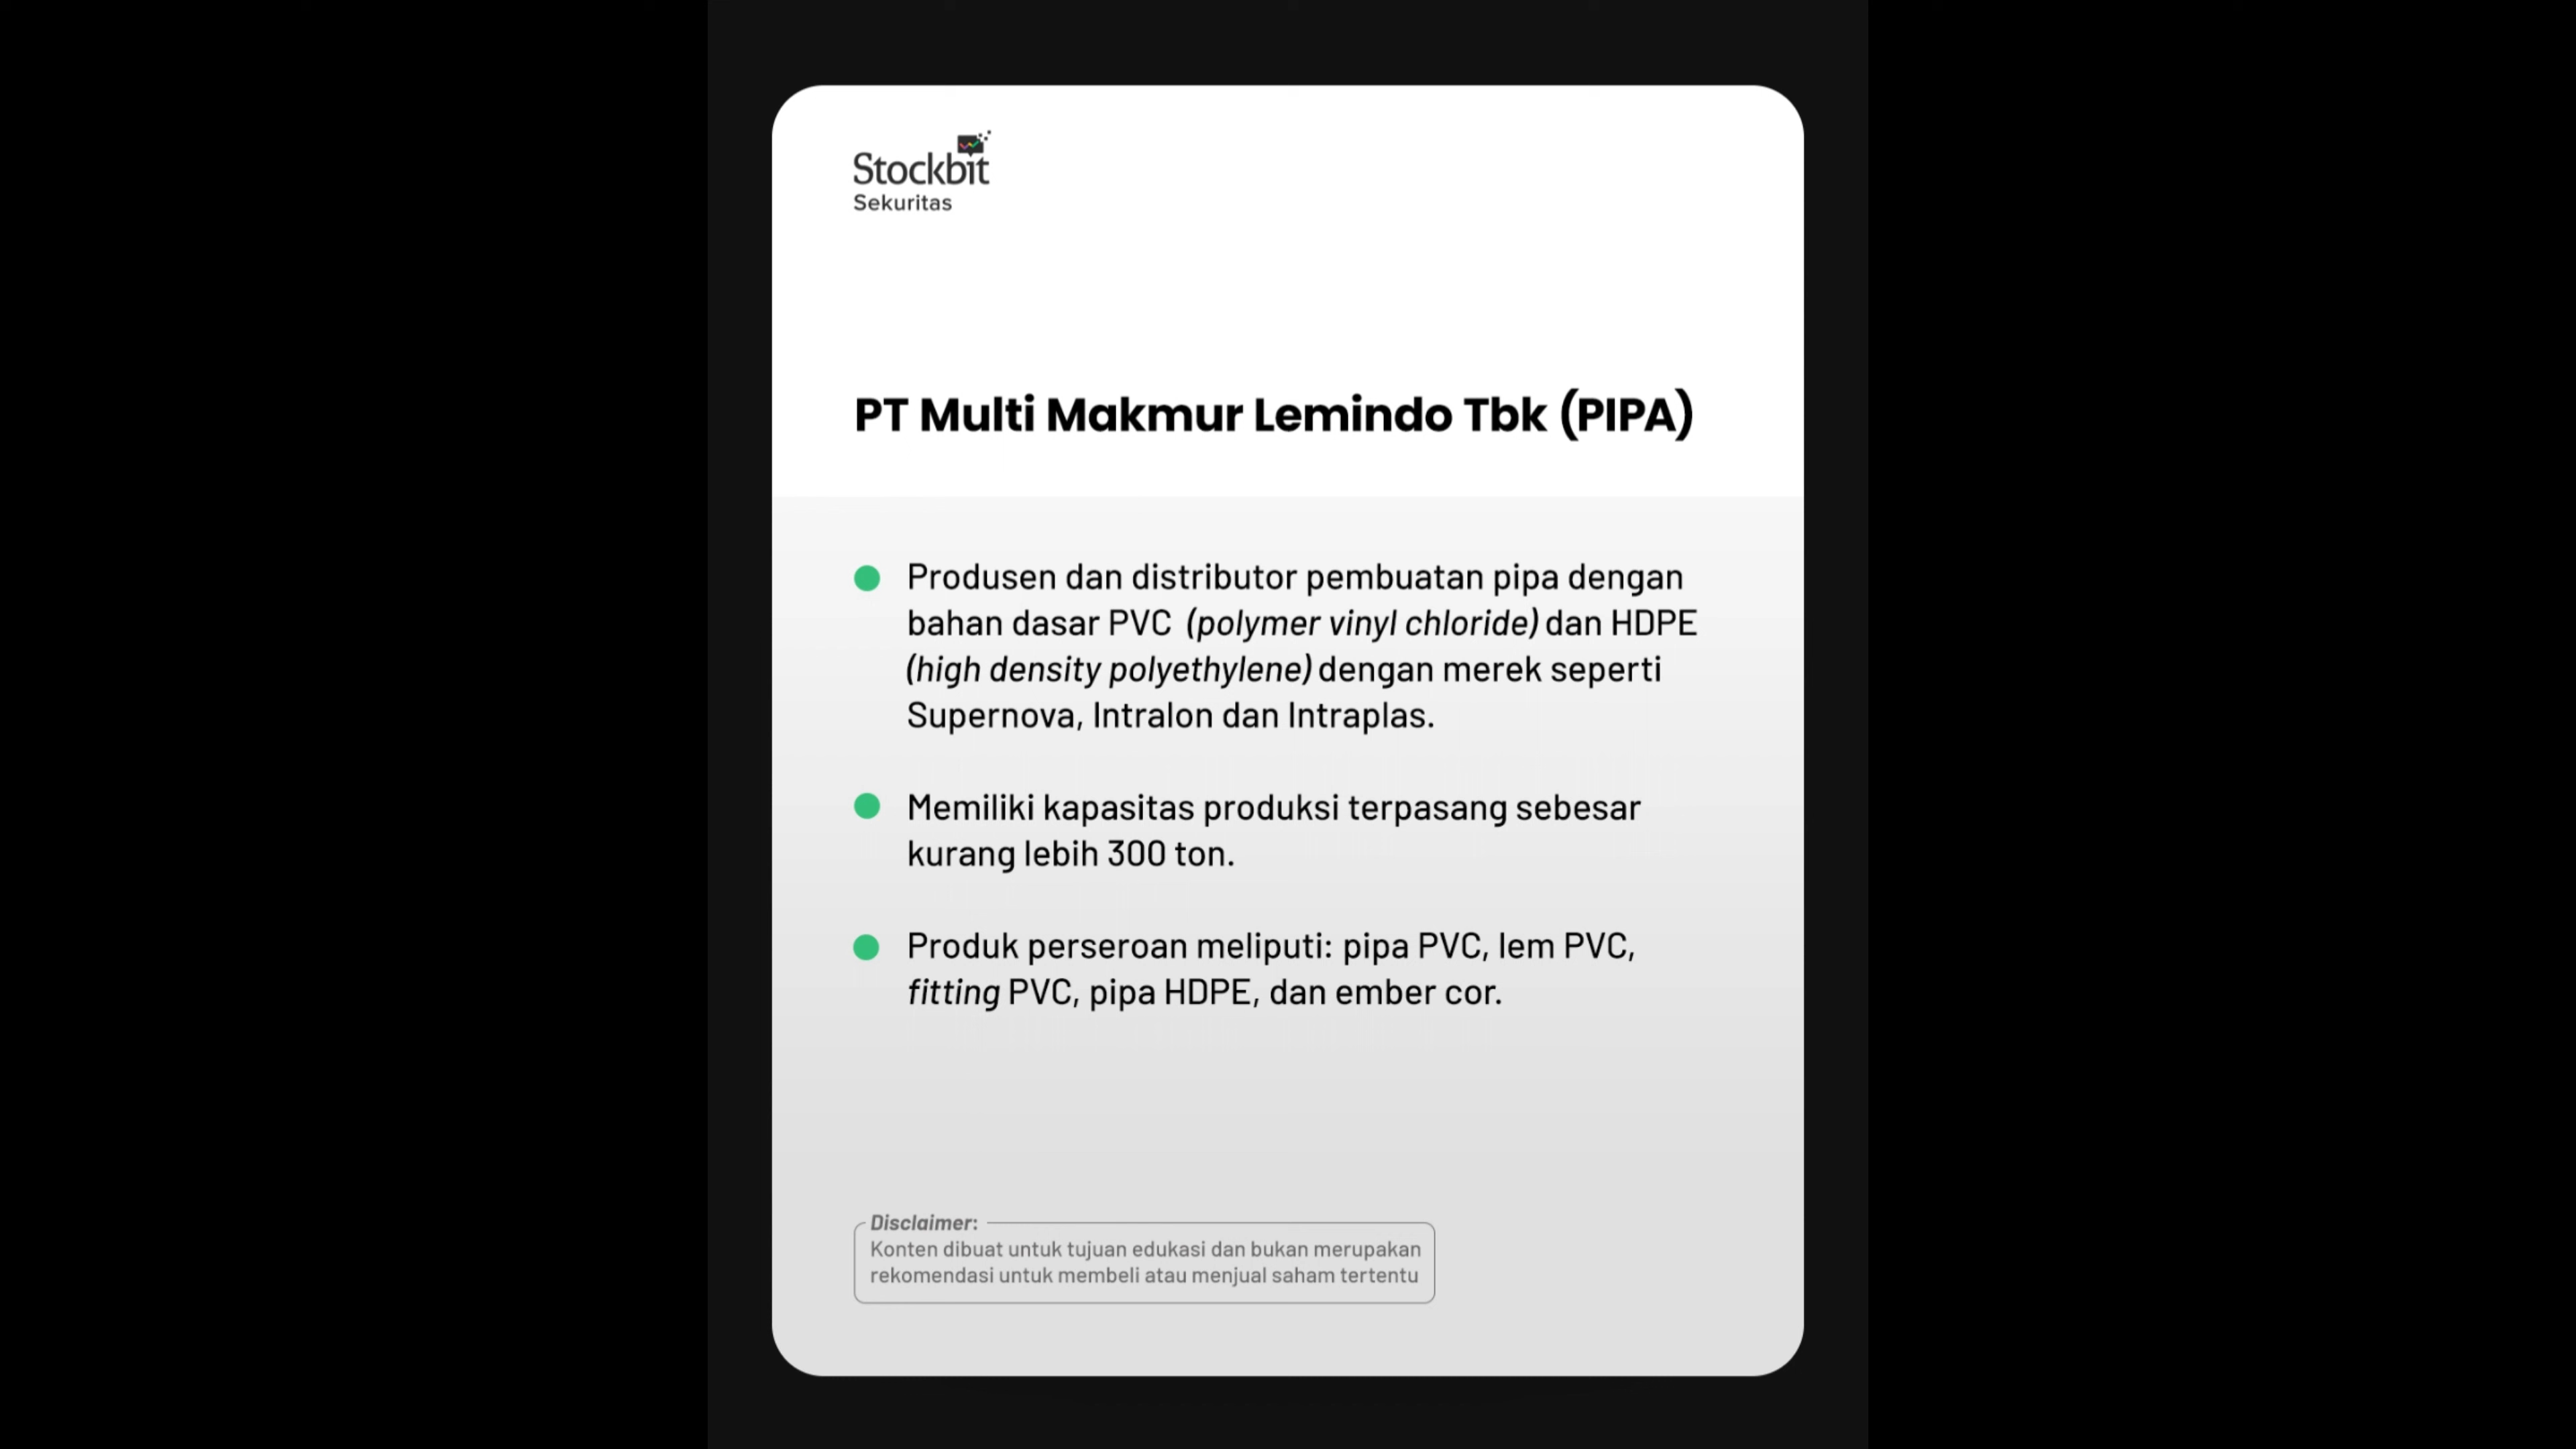 Stockbit
Sekuritas
PT Multi Makmur Lemindo Tbk (PIPA)
Produsen dan distributor pembuatan pipa dengan
bahan dasar PVC (polymer vinyl chloride) dan HDPE
(high density polyethylene) dengan merek seperti
Supernova, Intralon dan Intraplas.
Memiliki kapasitas produksi terpasang sebesar
kurang lebih 300 ton.
Produk perseroan meliputi: pipa PVC, lem PVC,
fitting PVC, pipa HDPE, dan ember cor.
Disclaimer:
Konten dibuat untuk tujuan edukasi dan bukan merupakan
rekomendasi untuk membeli atau menjual saham tertentu